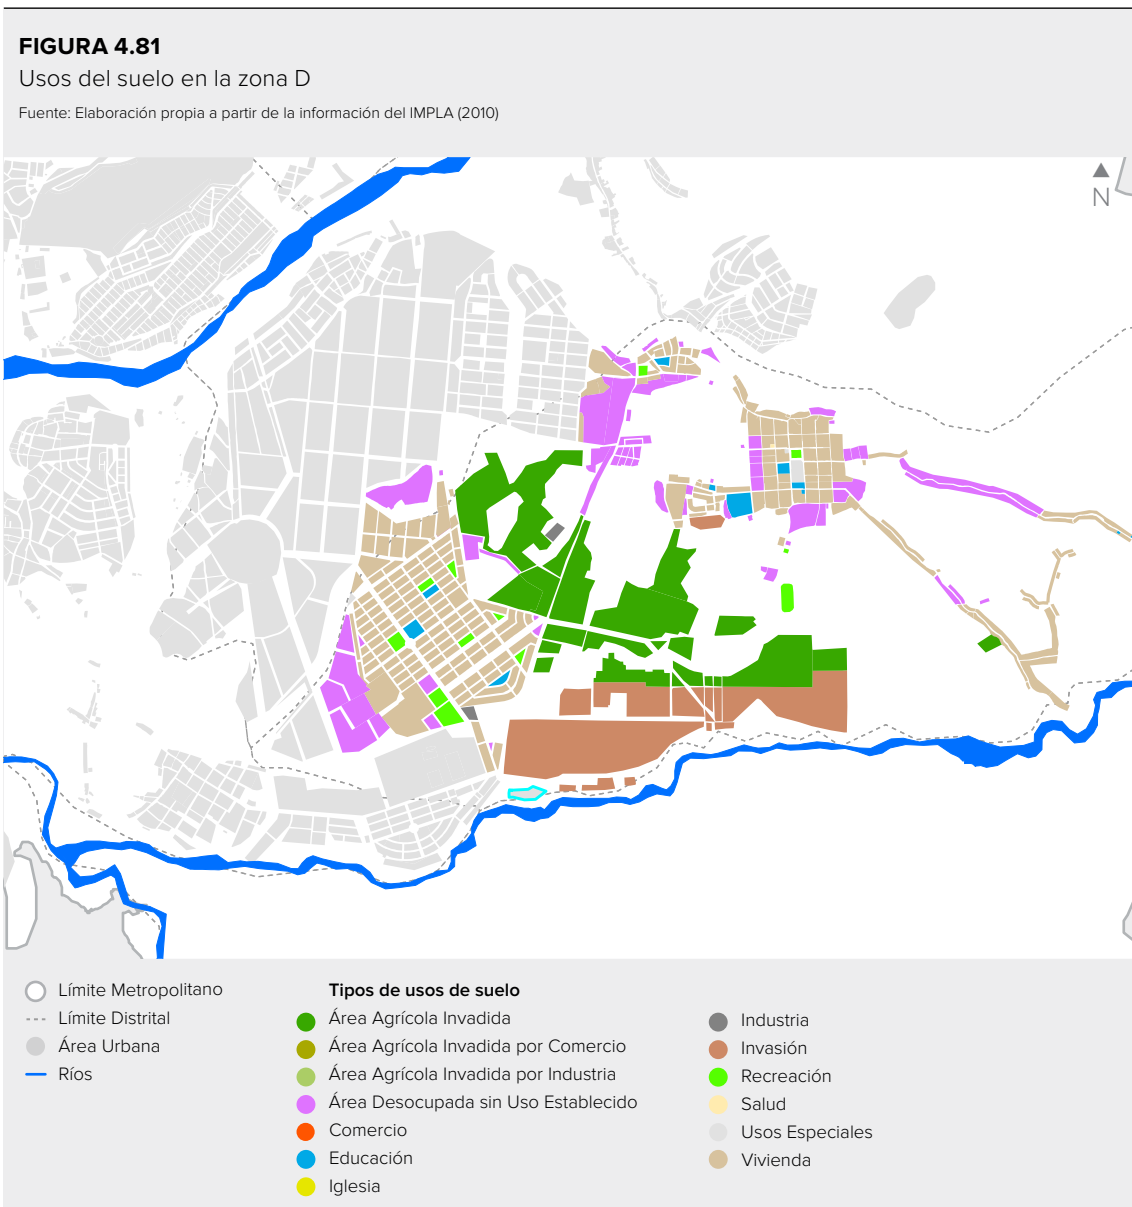 FIGURA 4.81
Usos del suelo en la zona D
Fuente: Elaboración propia a partir de la información del IMPLA (2010)
N
Límite Metropolitano
Límite Distrital
Área Urbana
Ríos
Tipos de usos de suelo
Área Agrícola Invadida
Área Agrícola Invadida por Comercio
Área Agrícola Invadida por Industria
Área Desocupada sin Uso Establecido
Comercio
Educación
Iglesia
Industria
Invasión
Recreación
Salud
Usos Especiales
Vivienda